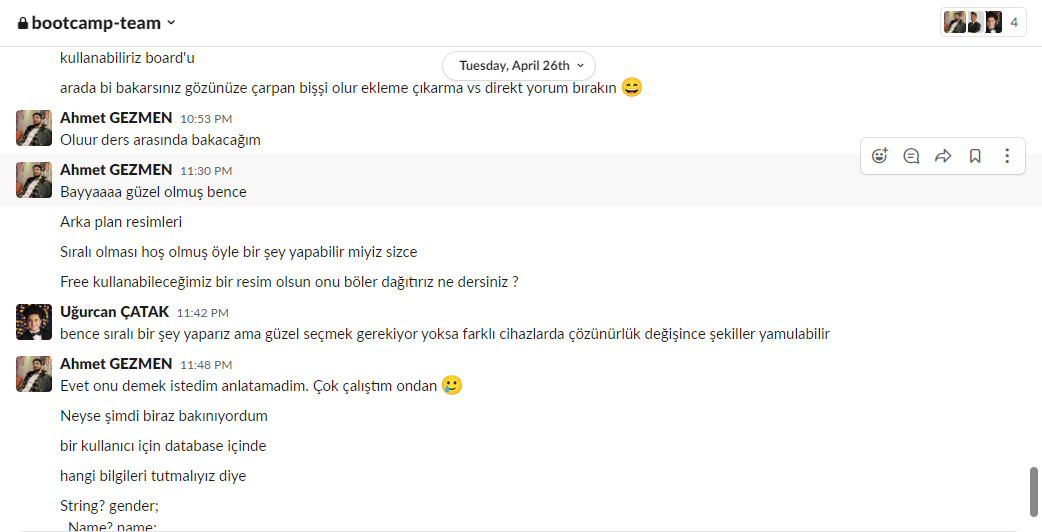 bootcamp-team
4
kullanabiliriz board'u
Tuesday, April 26th
arada bi bakarsınız gözünüze çarpan bişşi olur ekleme çıkarma vs direkt yorum bırakın 😄
Ahmet GEZMEN 10:53 PM
Oluur ders arasında bakacağım
Ahmet GEZMEN 11:30 PM
Bayyaaaa güzel olmuş bence
Arka plan resimleri
Sıralı olması hoş olmuş öyle bir şey yapabilir miyiz sizce
Free kullanabileceğimiz bir resim olsun onu böler dağıtırız ne dersiniz ?
Uğurcan ÇATAK 11:42 PM
bence sıralı bir şey yaparız ama güzel seçmek gerekiyor yoksa farklı cihazlarda çözünürlük değişince şekiller yamulabilir
Ahmet GEZMEN 11:48 PM
Evet onu demek istedim anlatamadim. Çok çalıştım ondan 🥲
Neyse şimdi biraz bakınıyordum
bir kullanıcı için database içinde
hangi bilgileri tutmalıyız diye
String? gender;
Name? name;